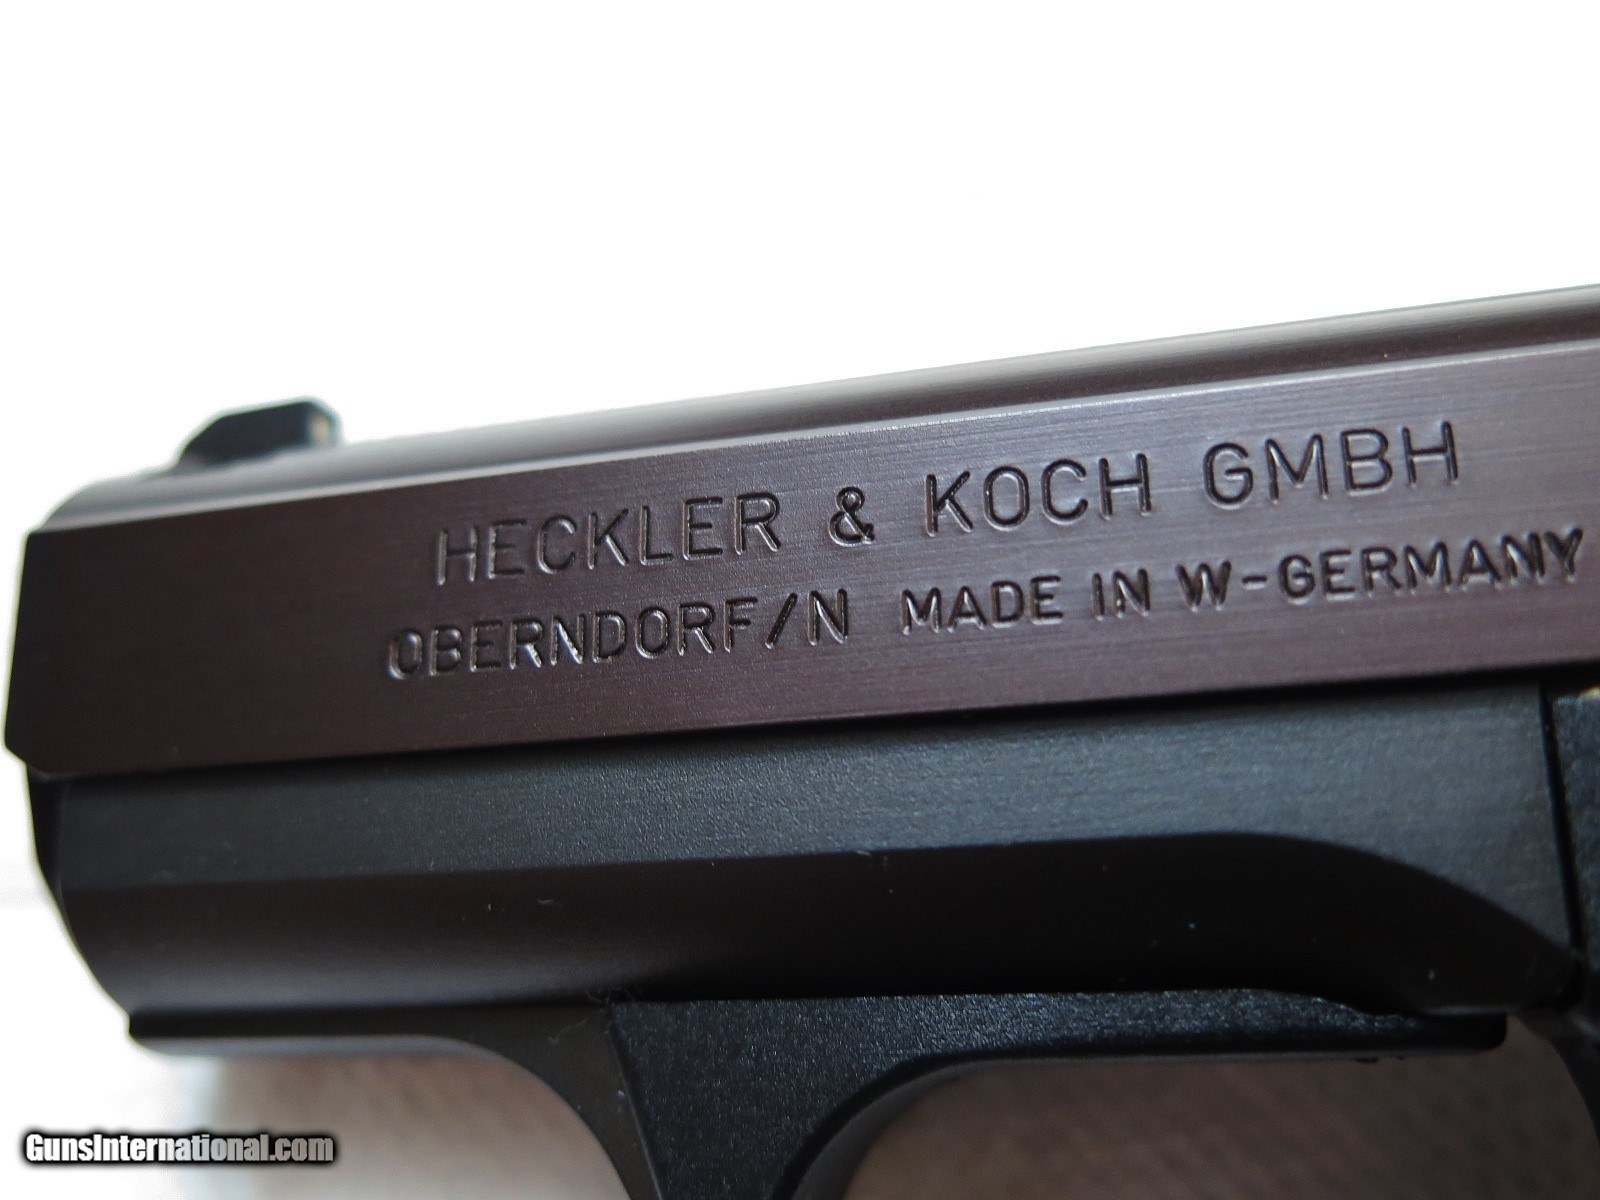 HECKLER & KOCH GMBH
OBERNDORF/N MADE IN W-GERMANY
GunsInternational.com